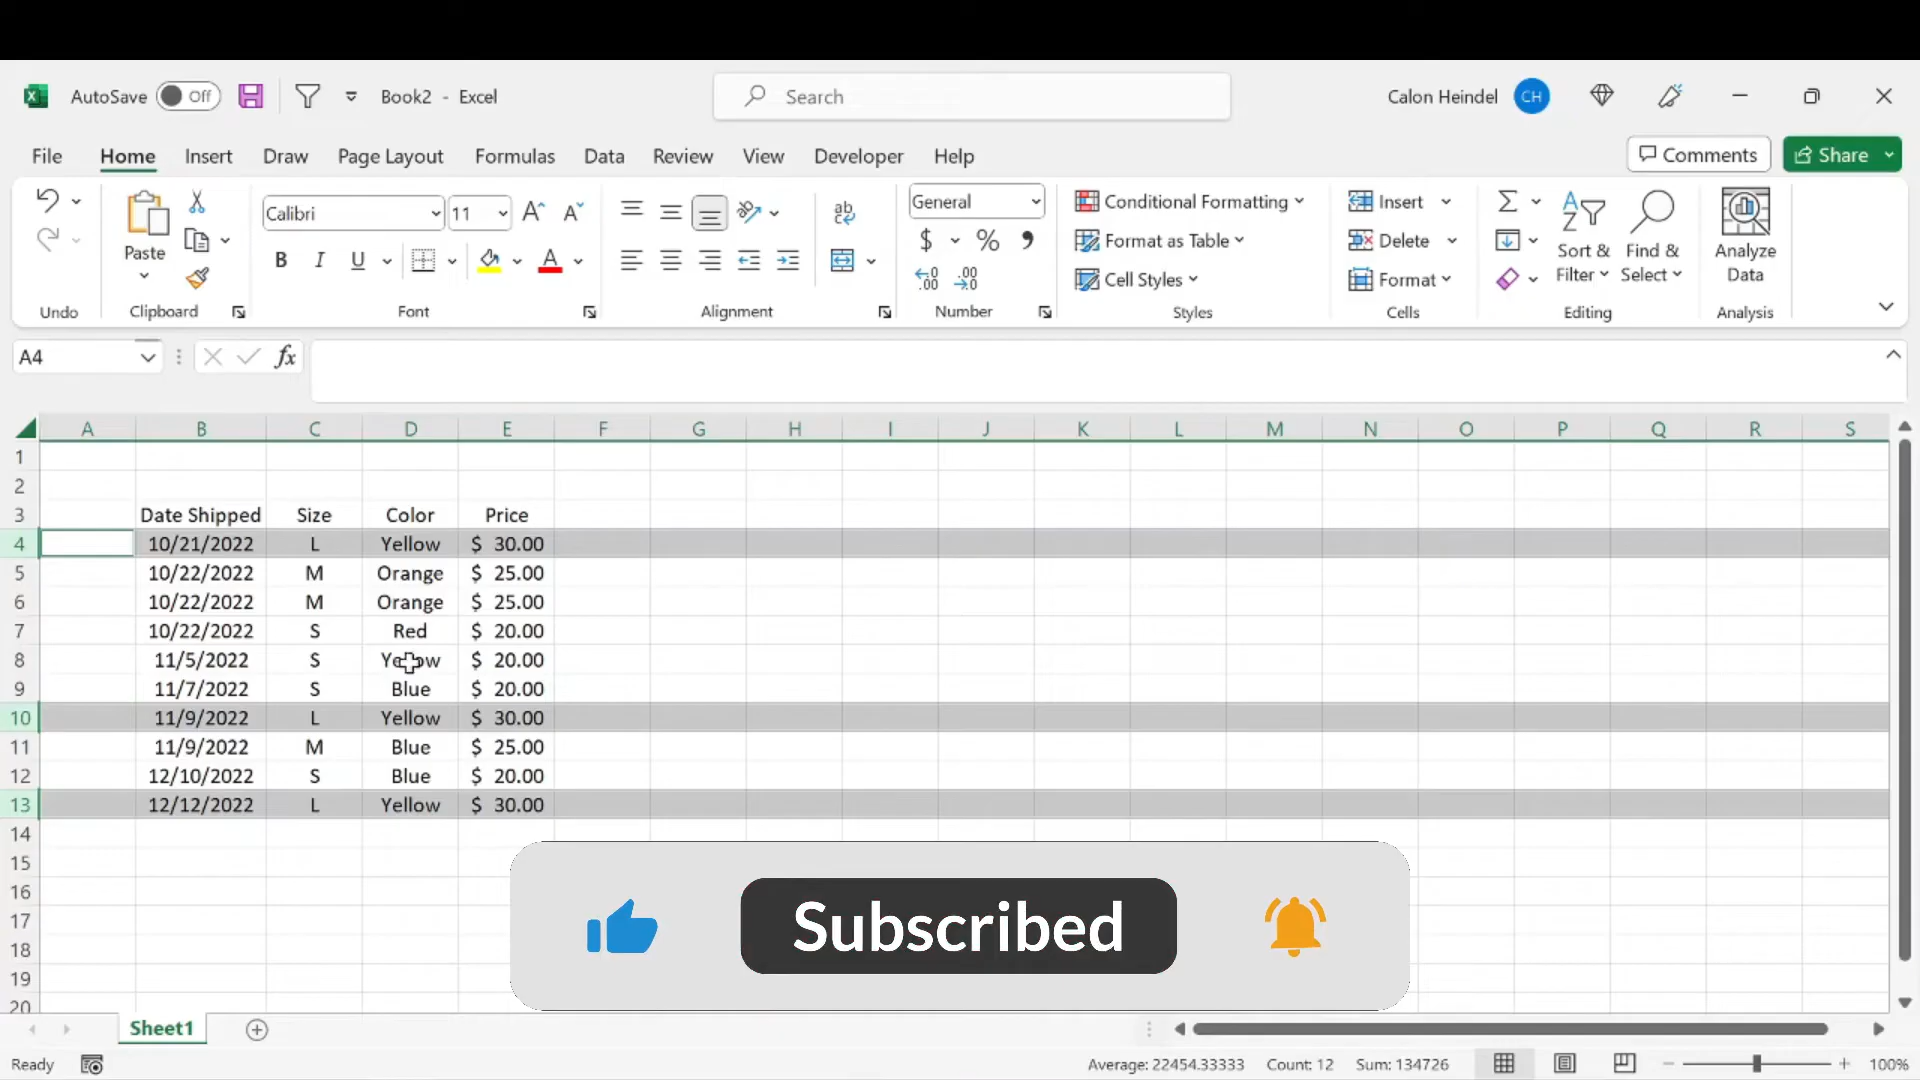 AutoSave Off Book2 - Excel Search Calon Heindel CH
File Home Insert Draw Page Layout Formulas Data Review View Developer Help Comments Share
Calibri 11 General Conditional Formatting Insert
Paste B I U $ % Format as Table Delete Sort & Find & Analyze
Cell Styles Format Filter Select Data
Undo Clipboard Font Alignment Number Styles Cells Editing Analysis
A4 fx
A B C D E F G H I J K L M N O P Q R S
1
2
3 Date Shipped Size Color Price
4 10/21/2022 L Yellow $ 30.00
5 10/22/2022 M Orange $ 25.00
6 10/22/2022 M Orange $ 25.00
7 10/22/2022 S Red $ 20.00
8 11/5/2022 S Yellow $ 20.00
9 11/7/2022 S Blue $ 20.00
10 11/9/2022 L Yellow $ 30.00
11 11/9/2022 M Blue $ 25.00
12 12/10/2022 S Blue $ 20.00
13 12/12/2022 L Yellow $ 30.00
14
15
16
17 Subscribed
18
19
20
Sheet1
Ready Average: 22454.33333 Count: 12 Sum: 134726 100%